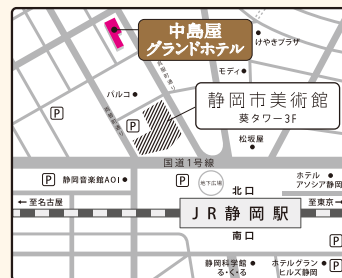 中島屋
グランドホテル
けやきプラザ
モディ
パルコ
静岡市美術館
葵タワー3F
P
P
松坂屋
国道1号線
P
静岡音楽館AOI
P
地下広場
北口
ホテル
アソシア静岡
←至名古屋
JR静岡駅
至東京→
南口
P
静岡科学館
る・く・る
ホテルグラン
ヒルズ静岡
P